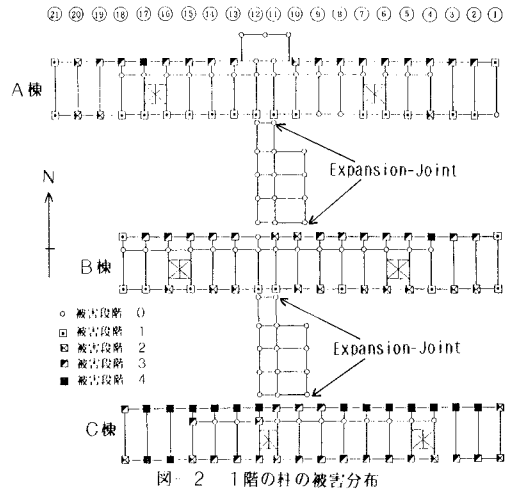 ㉑ ⑳ ⑲ ⑱ ⑰ ⑯ ⑮ ⑭ ⑬ ⑫ ⑪ ⑩ ⑨ ⑧ ⑦ ⑥ ⑤ ④ ③ ② ①
A棟
Expansion-Joint
N
B棟
被害段階 0
被害段階 1
被害段階 2
被害段階 3
被害段階 4
Expansion-Joint
C棟
図 2 1階の柱の被害分布